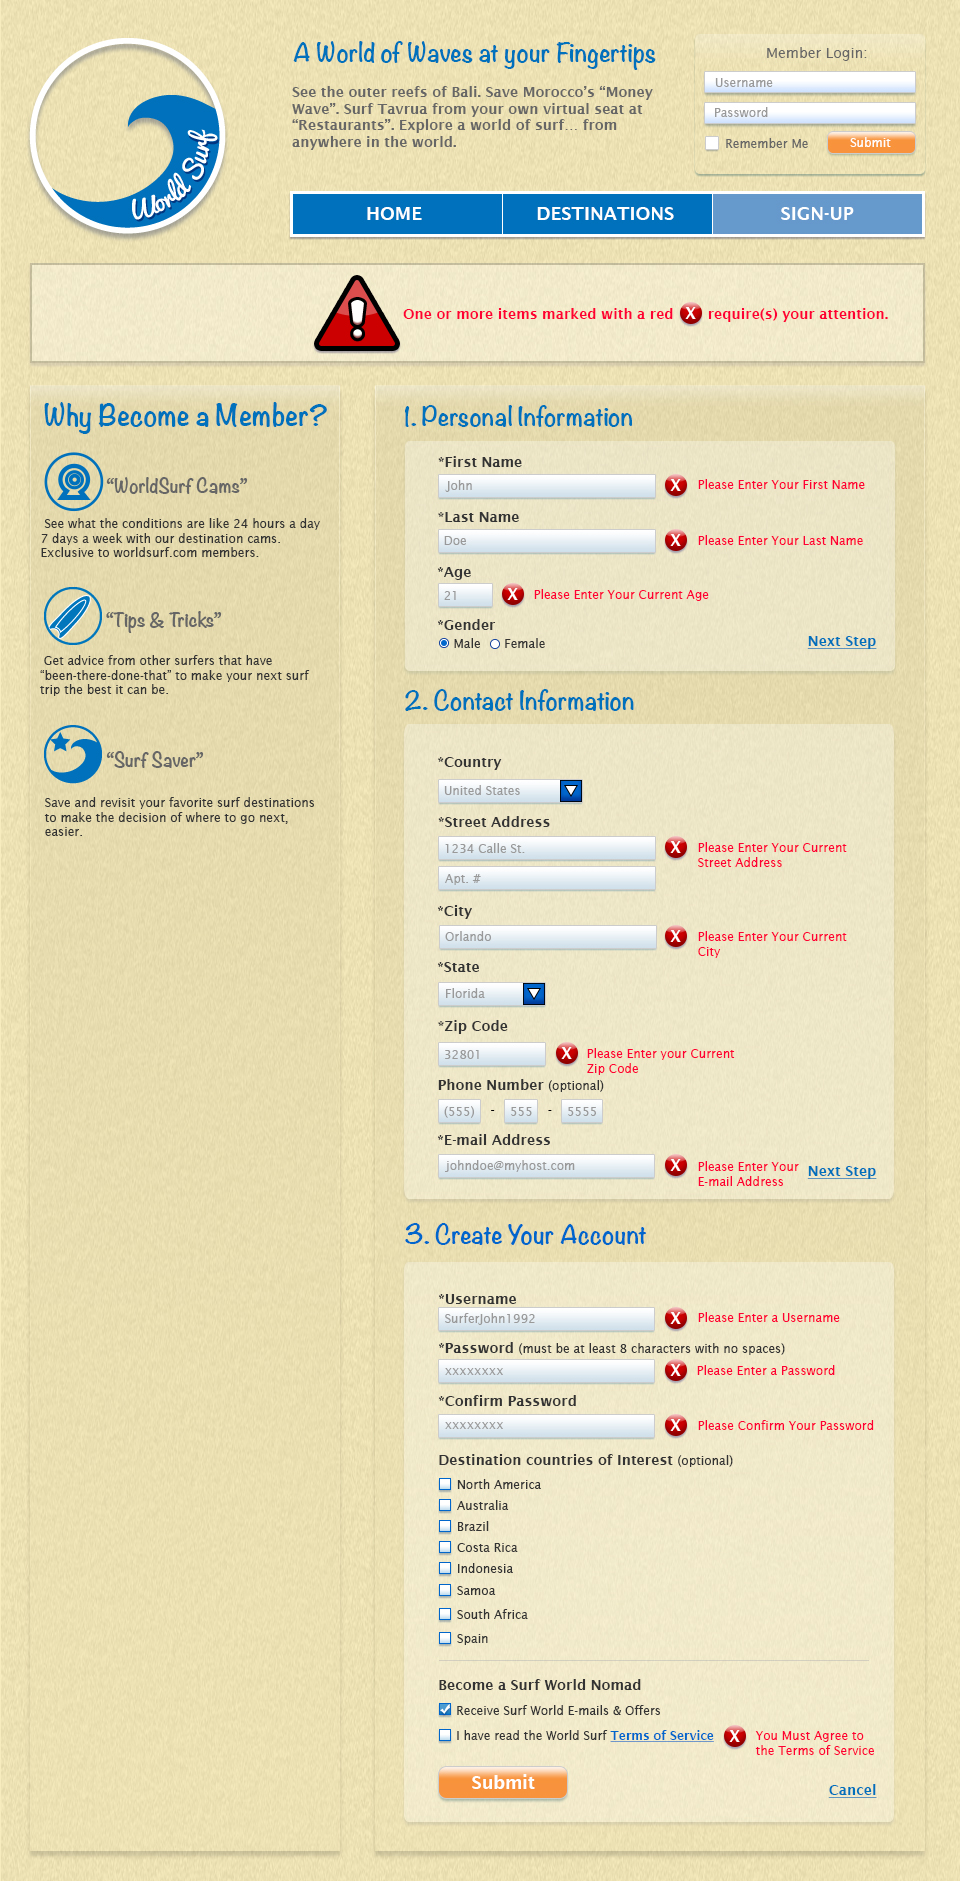 World Surf
A World of Waves at your Fingertips
See the outer reefs of Bali. Save Morocco's “Money
Wave”. Surf Tavrua from your own virtual seat at
“Restaurants”. Explore a world of surf... from
anywhere in the world.
Member Login:
Username
Password
Remember Me
Submit
HOME
DESTINATIONS
SIGN-UP
One or more items marked with a red X require(s) your attention.
Why Become a Member?
“WorldSurf Cams”
See what the conditions are like 24 hours a day
7 days a week with our destination cams.
Exclusive to worldsurf.com members.
“Tips & Tricks”
Get advice from other surfers that have
“been-there-done-that” to make your next surf
trip the best it can be.
“Surf Saver”
Save and revisit your favorite surf destinations
to make the decision of where to go next,
easier.
1. Personal Information
*First Name
John
X Please Enter Your First Name
*Last Name
Doe
X Please Enter Your Last Name
*Age
21
X Please Enter Your Current Age
*Gender
Male Female
Next Step
2. Contact Information
*Country
United States
*Street Address
1234 Calle St.
X Please Enter Your Current
Street Address
Apt. #
*City
Orlando
X Please Enter Your Current
City
*State
Florida
*Zip Code
32801
X Please Enter your Current
Zip Code
Phone Number (optional)
(555) - 555 - 5555
*E-mail Address
johndoe@myhost.com
X Please Enter Your
E-mail Address
Next Step
3. Create Your Account
*Username
SurferJohn1992
X Please Enter a Username
*Password (must be at least 8 characters with no spaces)
xxxxxxxx
X Please Enter a Password
*Confirm Password
xxxxxxxx
X Please Confirm Your Password
Destination countries of Interest (optional)
North America
Australia
Brazil
Costa Rica
Indonesia
Samoa
South Africa
Spain
Become a Surf World Nomad
Receive Surf World E-mails & Offers
I have read the World Surf Terms of Service
X You Must Agree to
the Terms of Service
Submit
Cancel